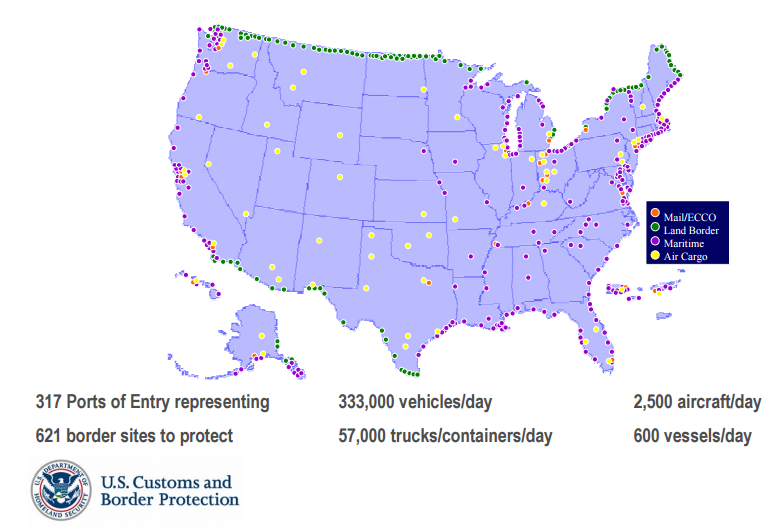 Mail/ECCO
Land Border
Maritime
Air Cargo
317 Ports of Entry representing
333,000 vehicles/day
2,500 aircraft/day
621 border sites to protect
57,000 trucks/containers/day
600 vessels/day
U.S. DEPARTMENT OF
HOMELAND SECURITY
U.S. Customs and
Border Protection